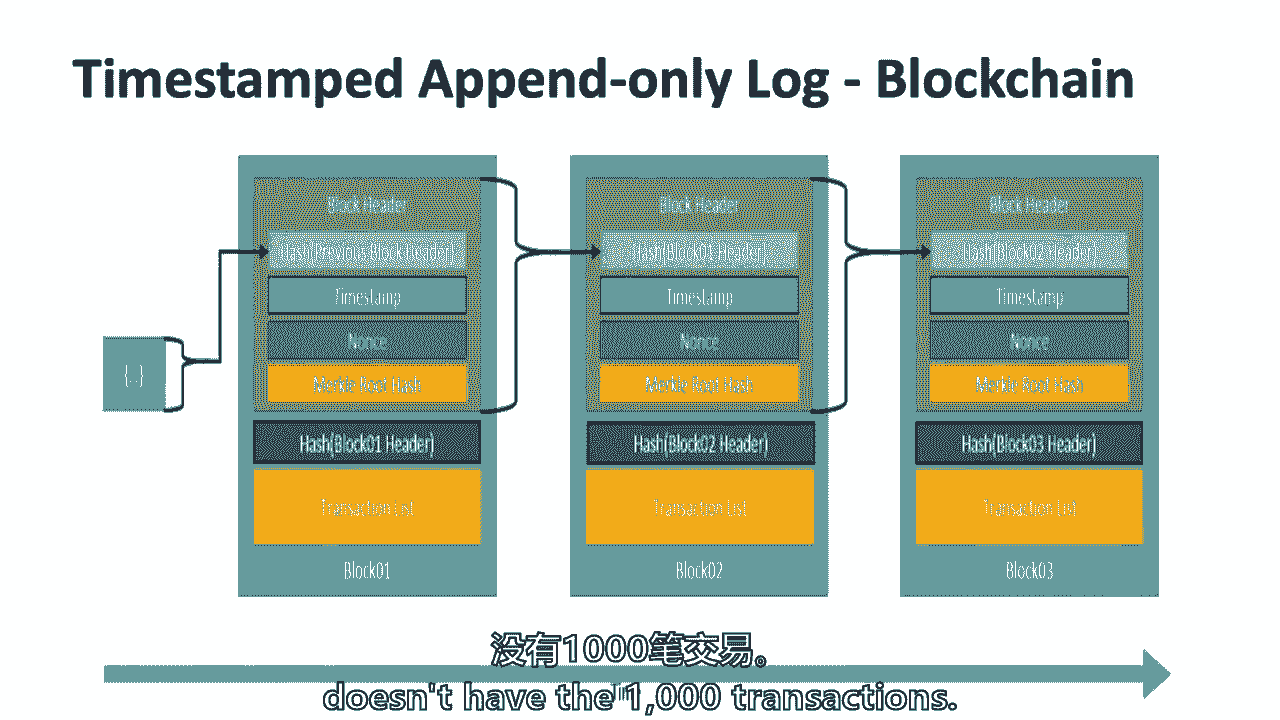 Timestamped Append-only Log - Blockchain
{..}
Block Header
Hash(Previous Block Header)
Timestamp
Nonce
Merkle Root Hash
Hash(Block01 Header)
Transaction List
Block01
Block Header
Hash(Block01 Header)
Timestamp
Nonce
Merkle Root Hash
Hash(Block02 Header)
Transaction List
Block02
Block Header
Hash(Block02 Header)
Timestamp
Nonce
Merkle Root Hash
Hash(Block03 Header)
Transaction List
Block03
没有1000笔交易。
doesn't have the 1,000 transactions.